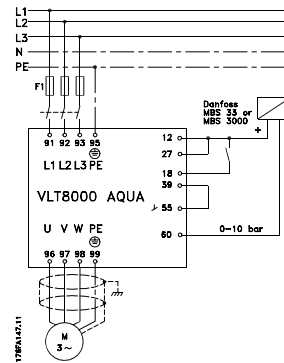 L1
L2
L3
N
PE
F1
Danfoss
MBS 33 or
MBS 3000
+
91 92 93 95
L1 L2 L3 PE
12
27
18
39
55
60
VLT8000 AQUA
0-10 bar
U V W PE
96 97 98 99
M
3~
178FA147.11